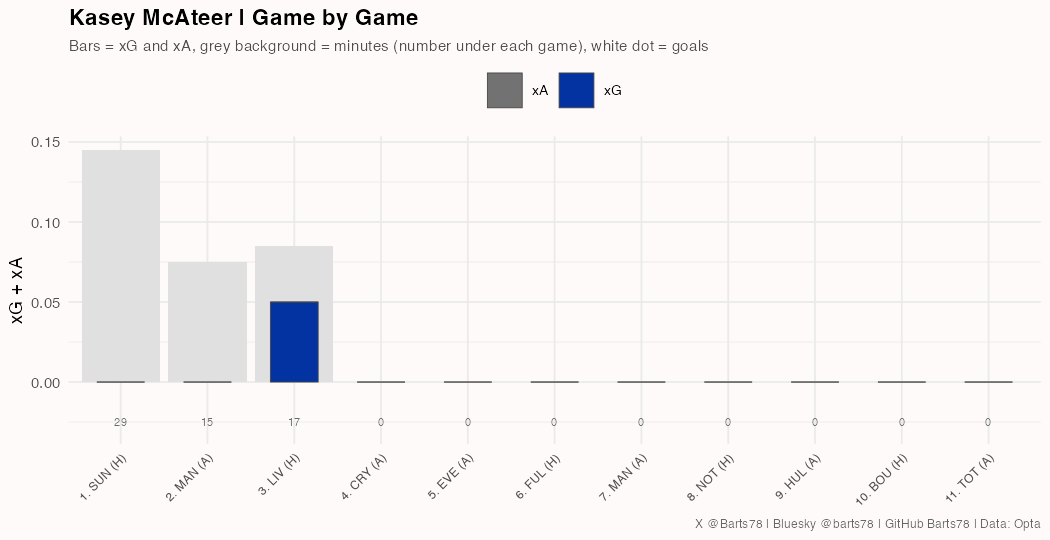 Kasey McAteer | Game by Game
Bars = xG and xA, grey background = minutes (number under each game), white dot = goals
xA
xG
xG + xA
0.15
0.10
0.05
0.00
29
15
17
0
0
0
0
0
0
0
0
1. SUN (H)
2. MAN (A)
3. LIV (H)
4. CRY (A)
5. EVE (A)
6. FUL (H)
7. MAN (A)
8. NOT (H)
9. HUL (A)
10. BOU (H)
11. TOT (A)
X @Barts78 | Bluesky @barts78 | GitHub Barts78 | Data: Opta